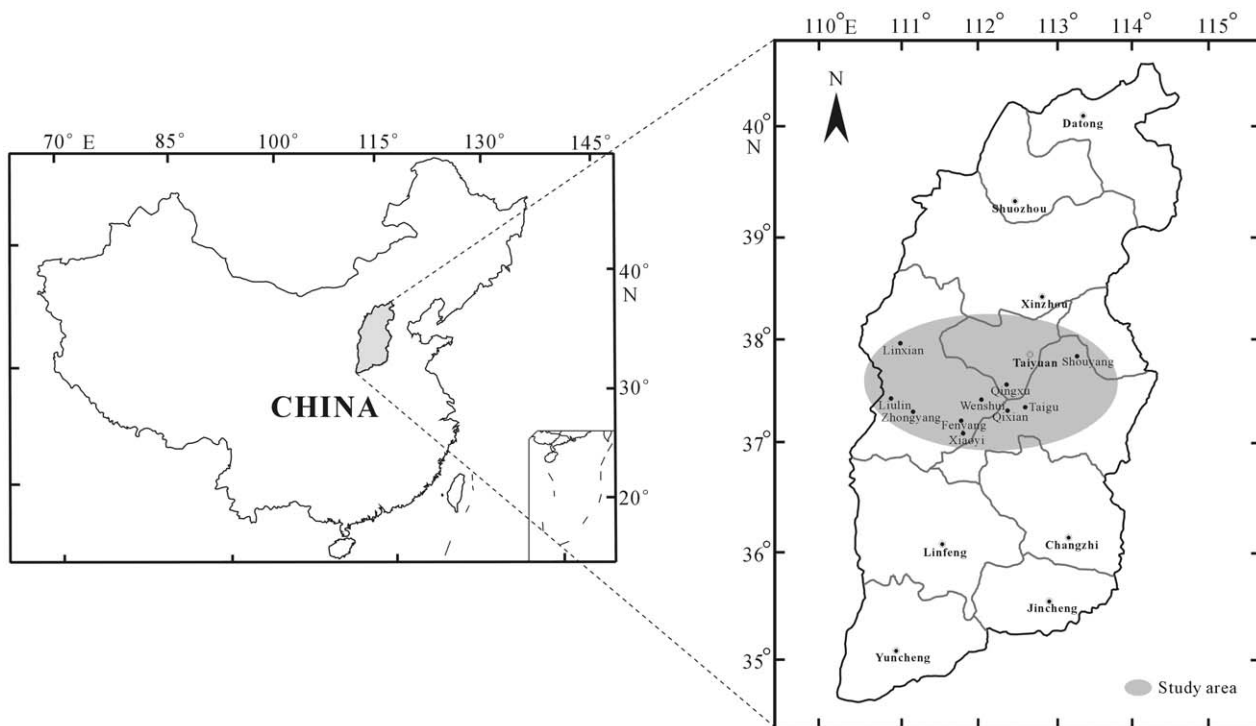 70° E 85° 100° 115° 130° 145°
40°
N
30°
20°
CHINA
110° E 111° 112° 113° 114° 115°
N
40°
N
39°
38°
37°
36°
35°
Datong
Shuozhou
Xinzhou
Linxian
Taiyuan
Shouyang
Qingxu
Liulin
Wenshui
Taigu
Zhongyang
Qixian
Fenyang
Xiaoyi
Linfeng
Changzhi
Jincheng
Yuncheng
Study area